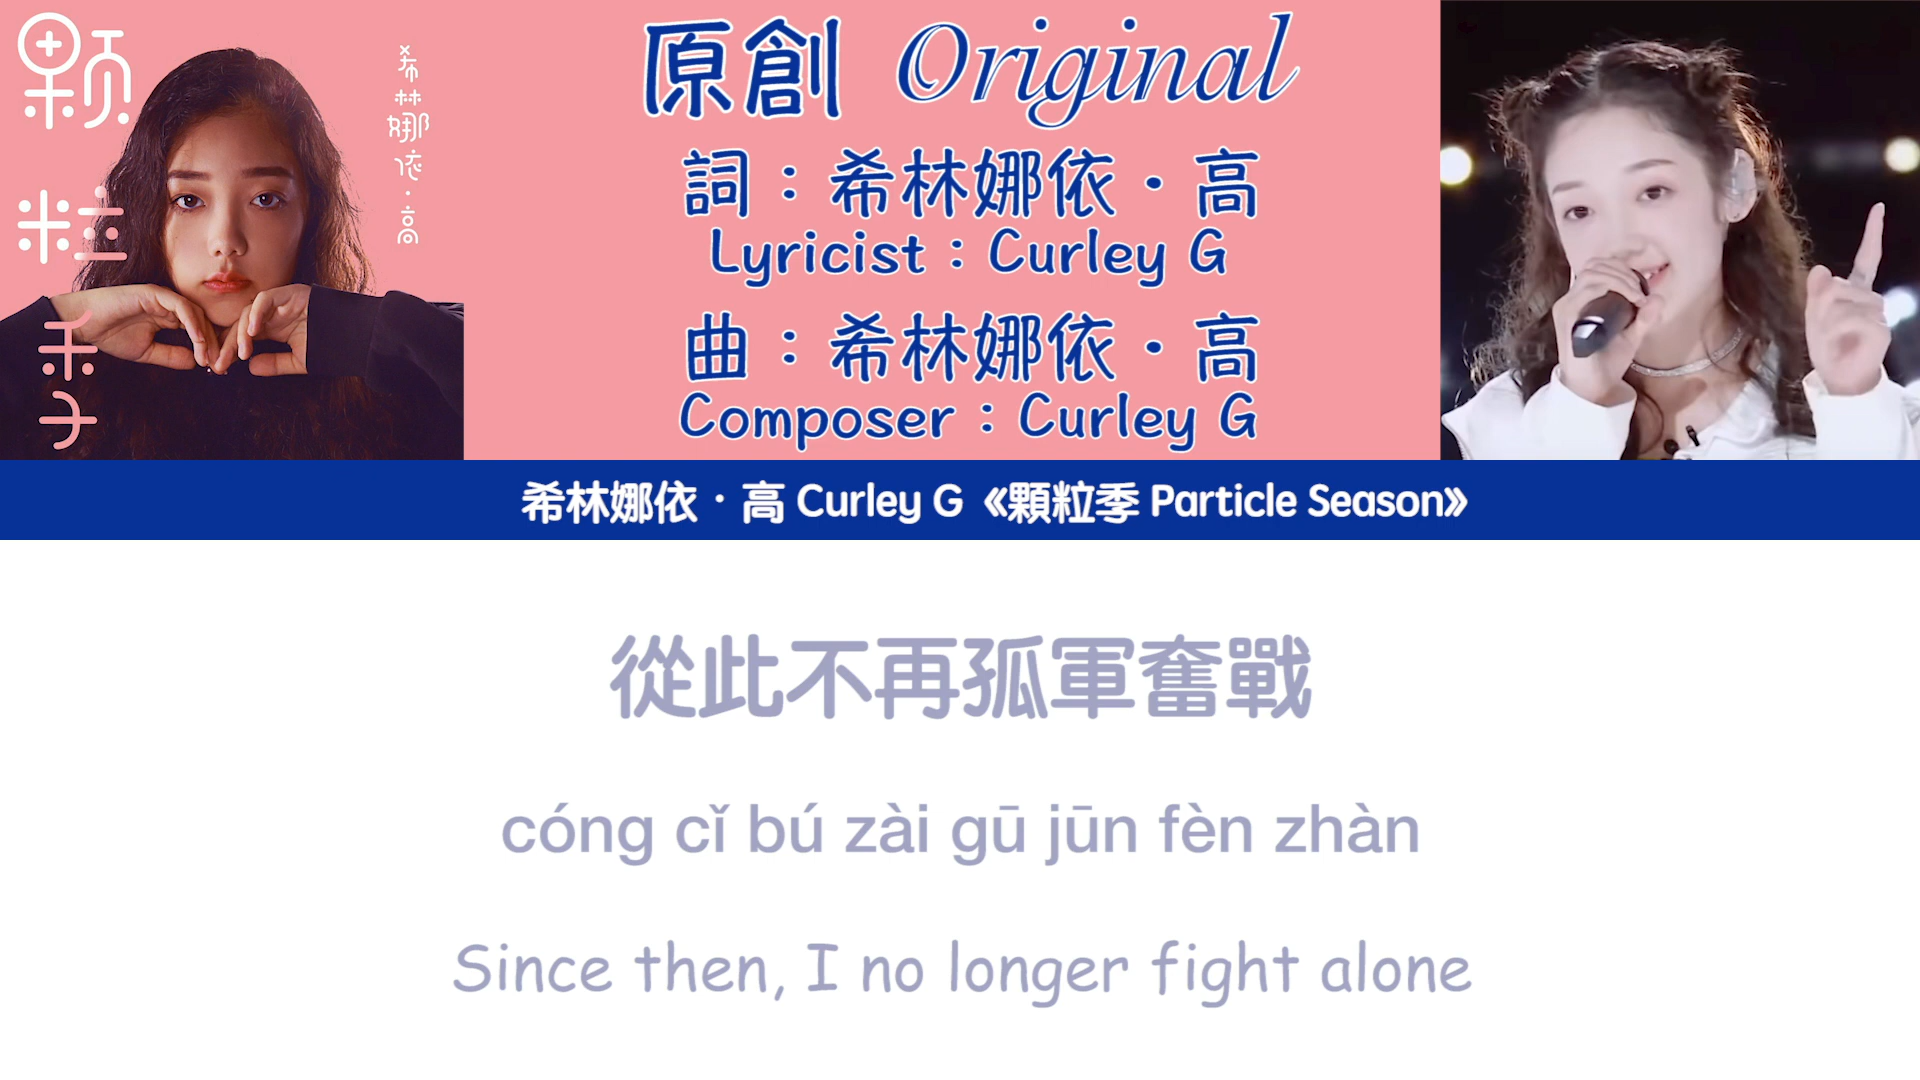 颗粒季
希林娜依·高
原創 Original
詞：希林娜依·高
Lyricist：Curley G
曲：希林娜依·高
Composer：Curley G
希林娜依·高 Curley G《顆粒季 Particle Season》
從此不再孤軍奮戰
cóng cǐ bú zài gū jūn fèn zhàn
Since then, I no longer fight alone